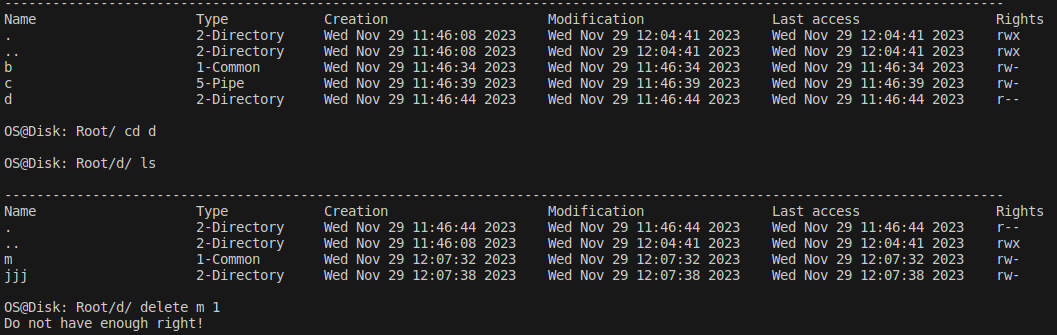 -----------------------------------------------------------------------------------------------------------------------------
Name                    Type            Creation                    Modification                Last access                 Rights
.                       2-Directory     Wed Nov 29 11:46:08 2023    Wed Nov 29 12:04:41 2023    Wed Nov 29 12:04:41 2023    rwx
..                      2-Directory     Wed Nov 29 11:46:08 2023    Wed Nov 29 12:04:41 2023    Wed Nov 29 12:04:41 2023    rwx
b                       1-Common        Wed Nov 29 11:46:34 2023    Wed Nov 29 11:46:34 2023    Wed Nov 29 11:46:34 2023    rw-
c                       5-Pipe          Wed Nov 29 11:46:39 2023    Wed Nov 29 11:46:39 2023    Wed Nov 29 11:46:39 2023    rw-
d                       2-Directory     Wed Nov 29 11:46:44 2023    Wed Nov 29 11:46:44 2023    Wed Nov 29 11:46:44 2023    r--
OS@Disk: Root/ cd d
OS@Disk: Root/d/ ls
-----------------------------------------------------------------------------------------------------------------------------
Name                    Type            Creation                    Modification                Last access                 Rights
.                       2-Directory     Wed Nov 29 11:46:44 2023    Wed Nov 29 11:46:44 2023    Wed Nov 29 11:46:44 2023    r--
..                      2-Directory     Wed Nov 29 11:46:08 2023    Wed Nov 29 12:04:41 2023    Wed Nov 29 12:04:41 2023    rwx
m                       1-Common        Wed Nov 29 12:07:32 2023    Wed Nov 29 12:07:32 2023    Wed Nov 29 12:07:32 2023    rw-
jjj                     2-Directory     Wed Nov 29 12:07:38 2023    Wed Nov 29 12:07:38 2023    Wed Nov 29 12:07:38 2023    rw-
OS@Disk: Root/d/ delete m 1
Do not have enough right!